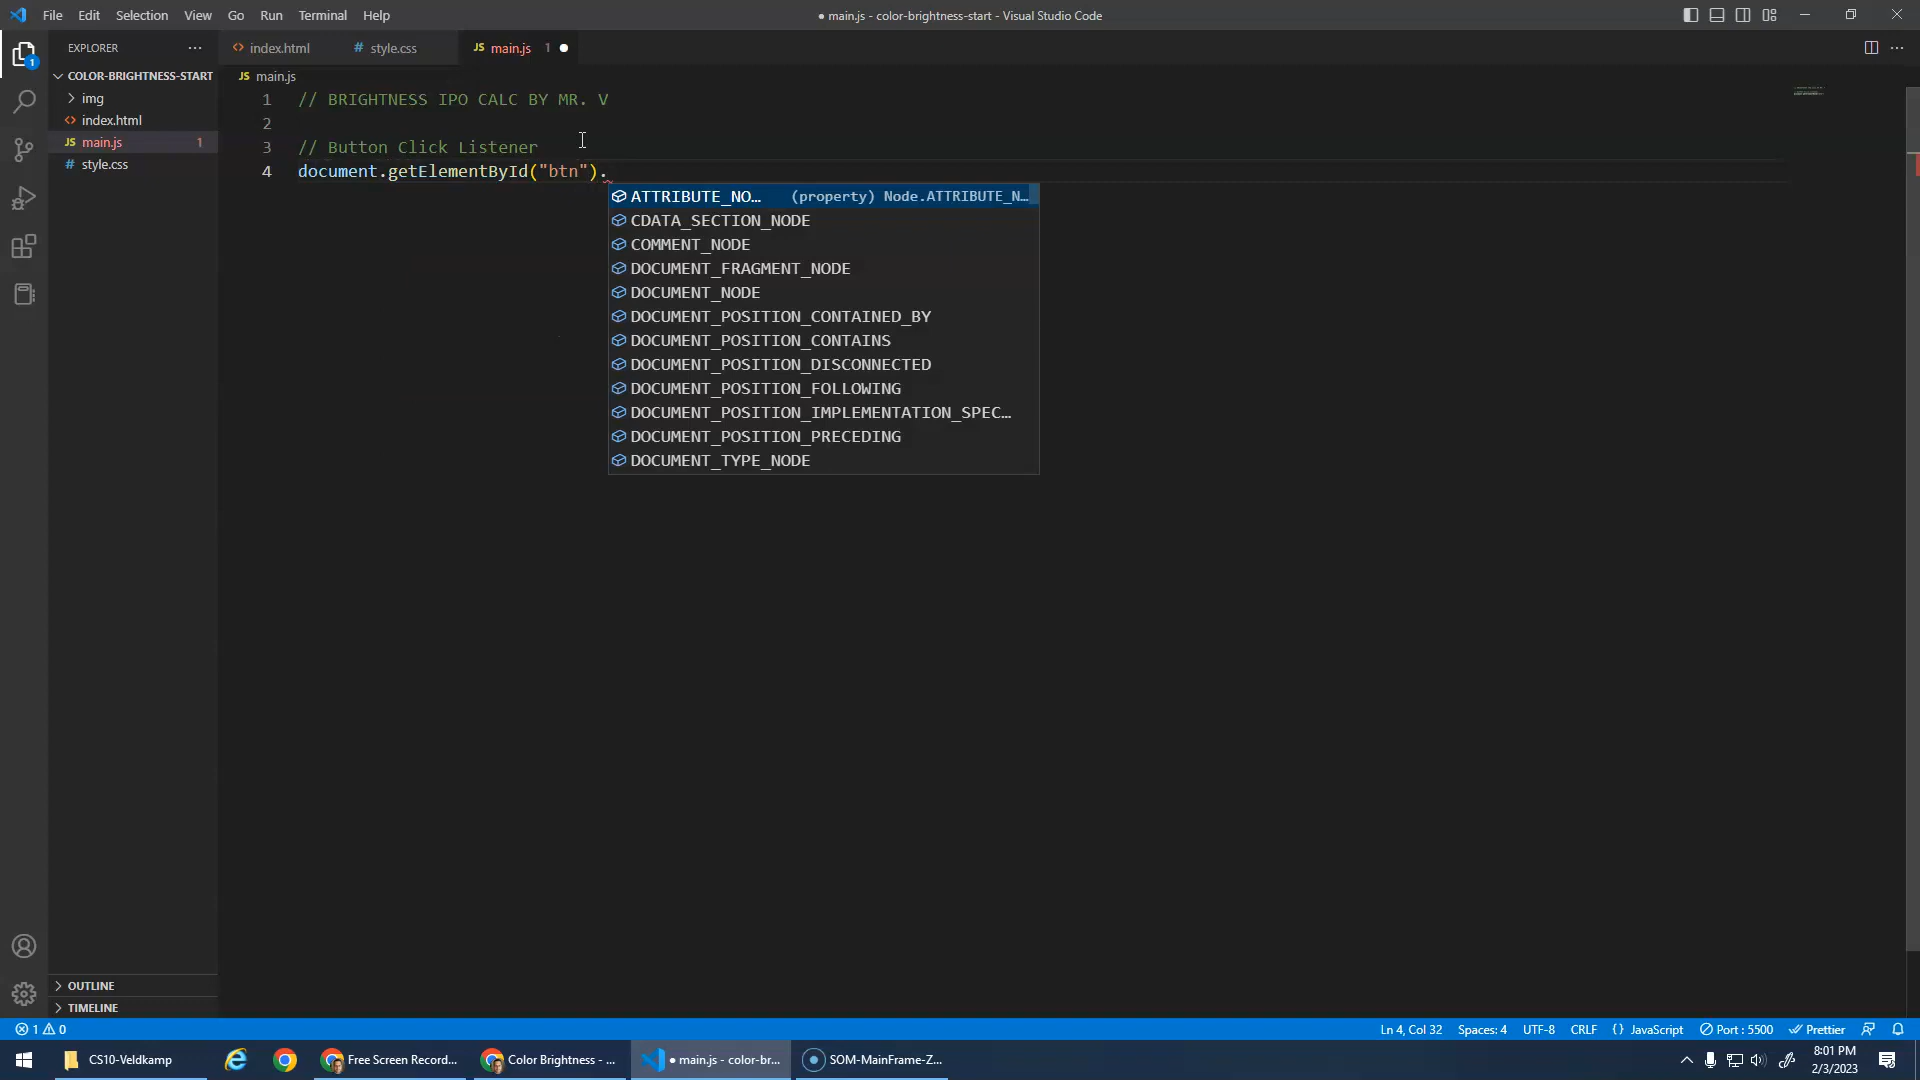 File Edit Selection View Go Run Terminal Help
● main.js - color-brightness-start - Visual Studio Code
EXPLORER ···
index.html
# style.css
JS main.js 1 ●
COLOR-BRIGHTNESS-START
img
<> index.html
JS main.js 1
# style.css
JS main.js
1 // BRIGHTNESS IPO CALC BY MR. V
2
3 // Button Click Listener
4 document.getElementById("btn").
ATTRIBUTE_NO… (property) Node.ATTRIBUTE_N…
CDATA_SECTION_NODE
COMMENT_NODE
DOCUMENT_FRAGMENT_NODE
DOCUMENT_NODE
DOCUMENT_POSITION_CONTAINED_BY
DOCUMENT_POSITION_CONTAINS
DOCUMENT_POSITION_DISCONNECTED
DOCUMENT_POSITION_FOLLOWING
DOCUMENT_POSITION_IMPLEMENTATION_SPEC…
DOCUMENT_POSITION_PRECEDING
DOCUMENT_TYPE_NODE
1
OUTLINE
TIMELINE
1 0
Ln 4, Col 32 Spaces: 4 UTF-8 CRLF {} JavaScript Port : 5500 Prettier
CS10-Veldkamp
Free Screen Record...
Color Brightness - ...
● main.js - color-br...
SOM-MainFrame-Z...
8:01 PM
2/3/2023